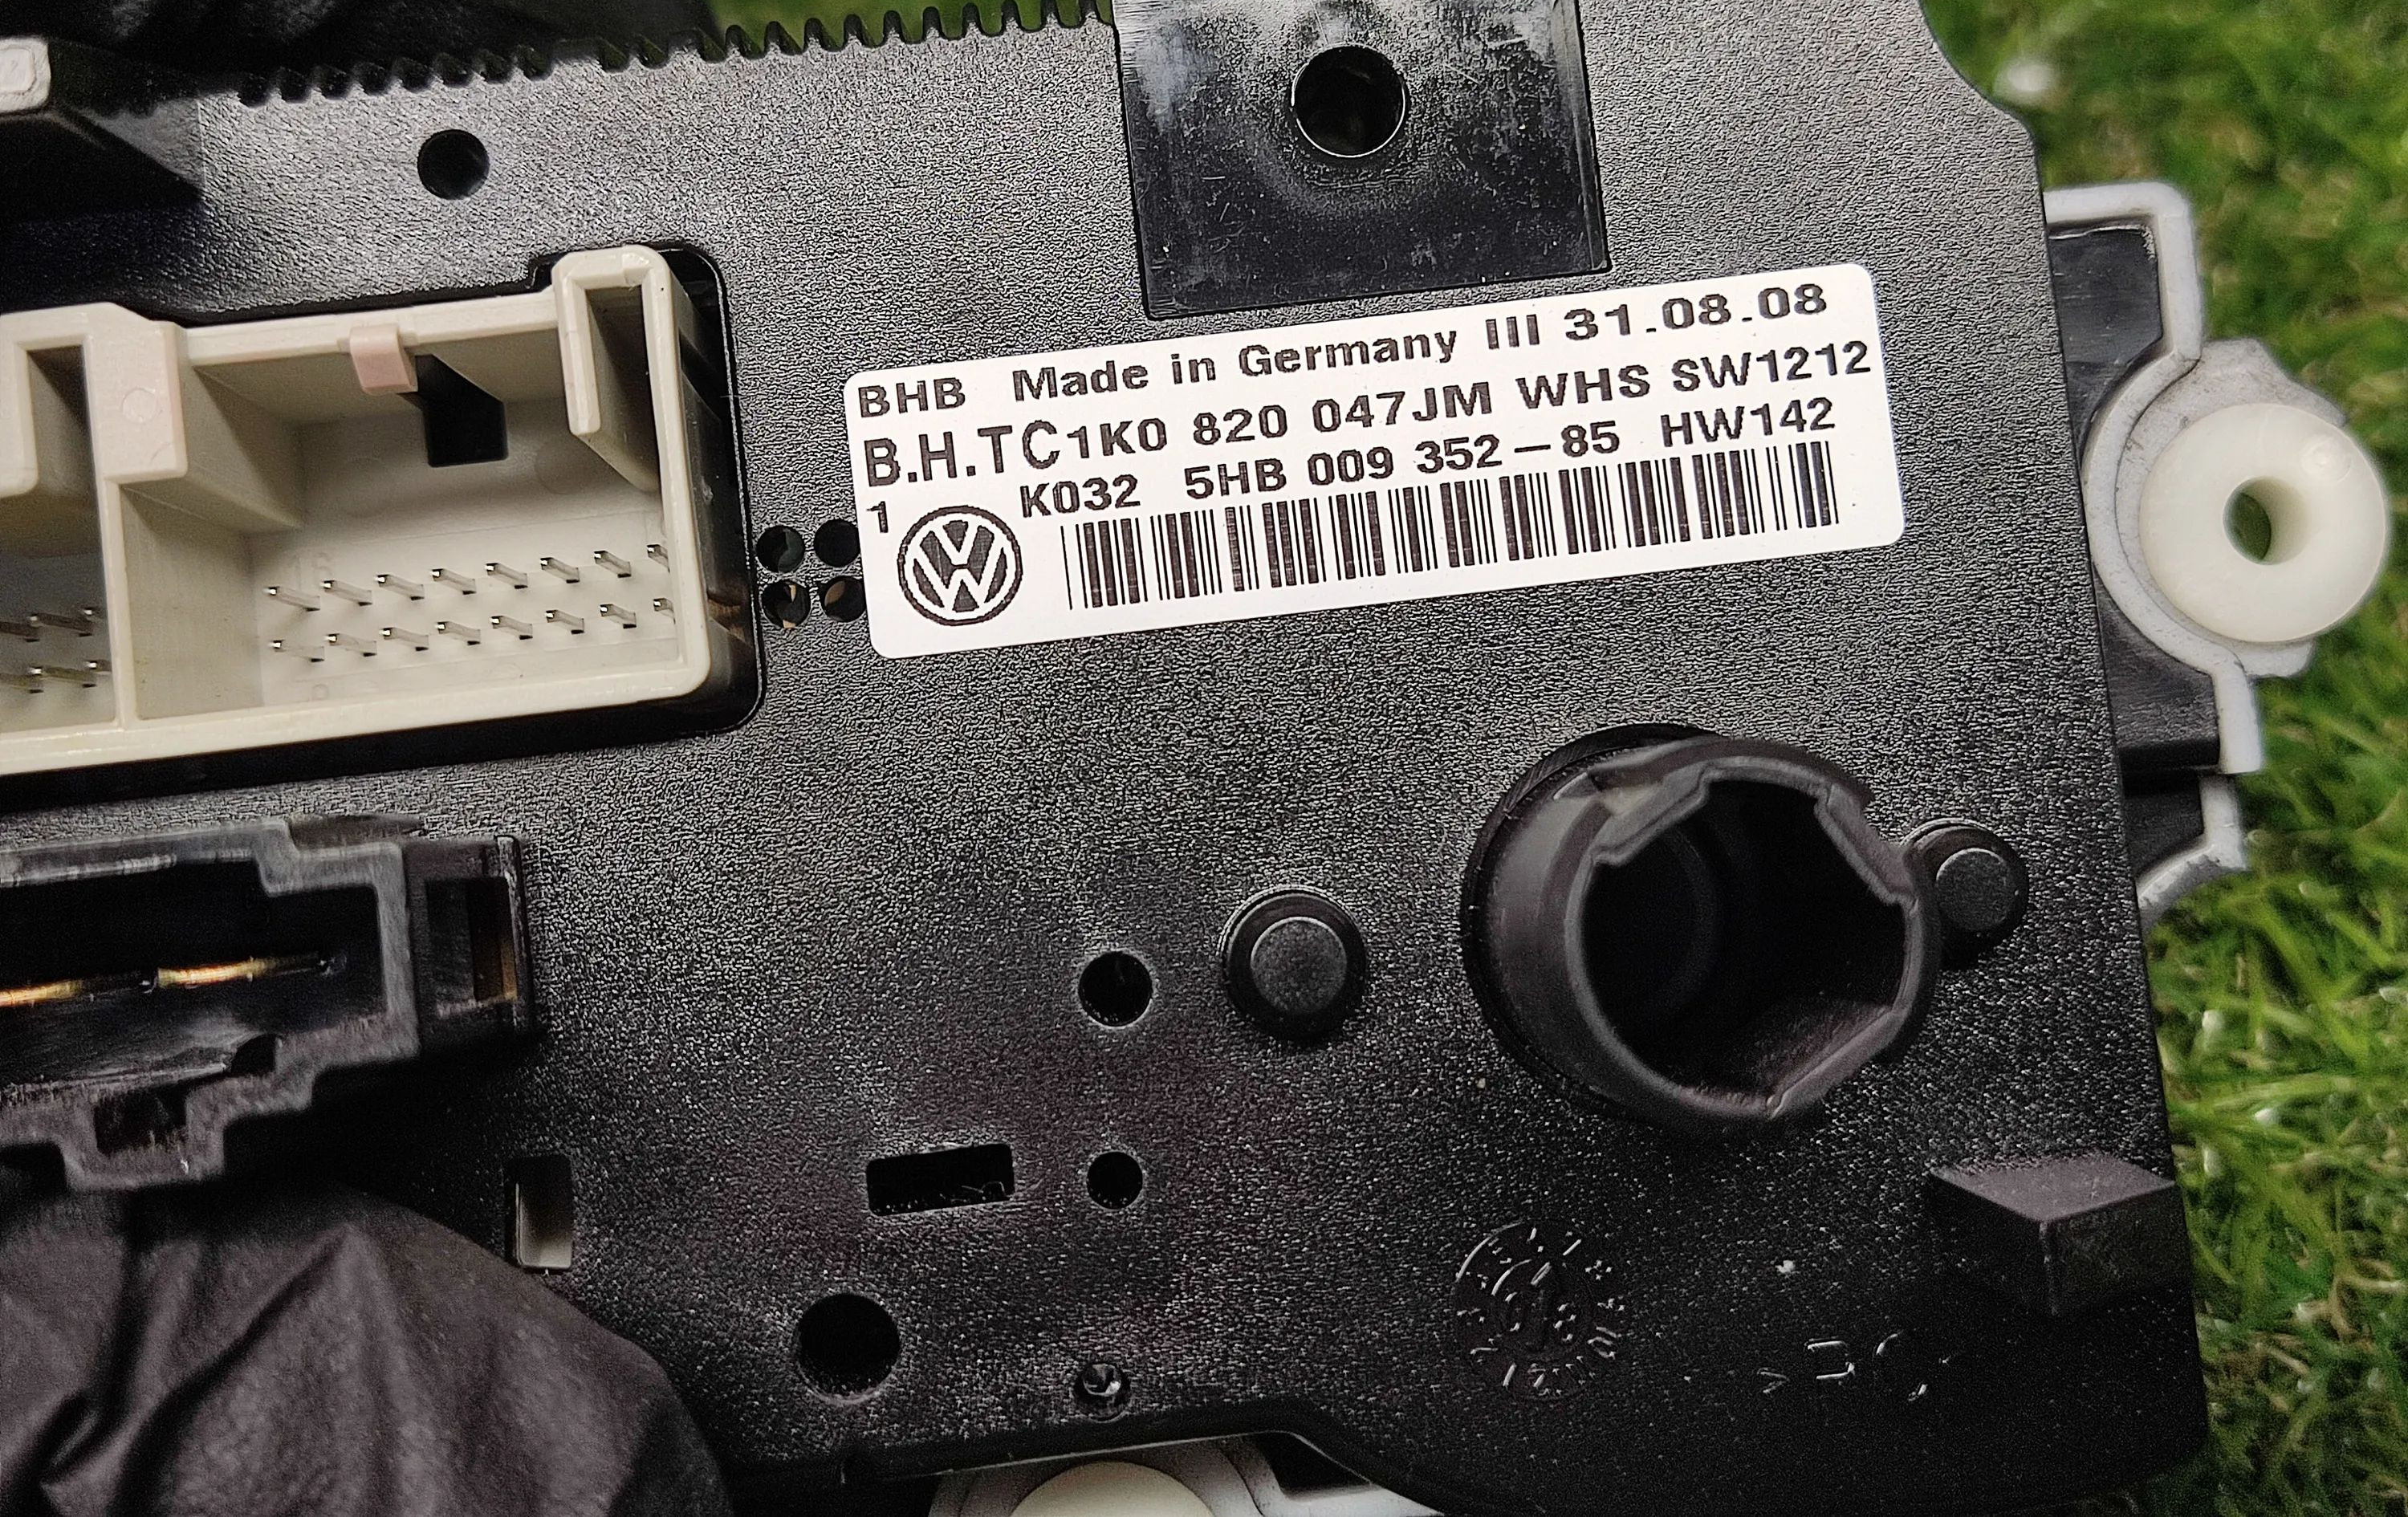 BHB Made in Germany III 31.08.08
B.H.TC1K0 820 047JM WHS SW1212
1 K032 5HB 009 352-85 HW142